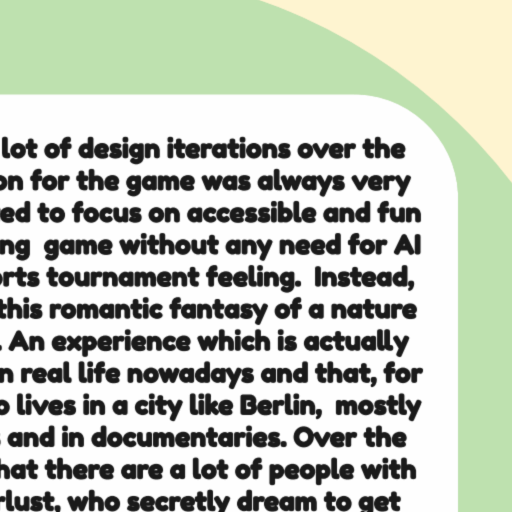 lot of design iterations over the
on for the game was always very
ed to focus on accessible and fun
ng game without any need for AI
rts tournament feeling. Instead,
this romantic fantasy of a nature
. An experience which is actually
n real life nowadays and that, for
o lives in a city like Berlin, mostly
s and in documentaries. Over the
hat there are a lot of people with
rlust, who secretly dream to get